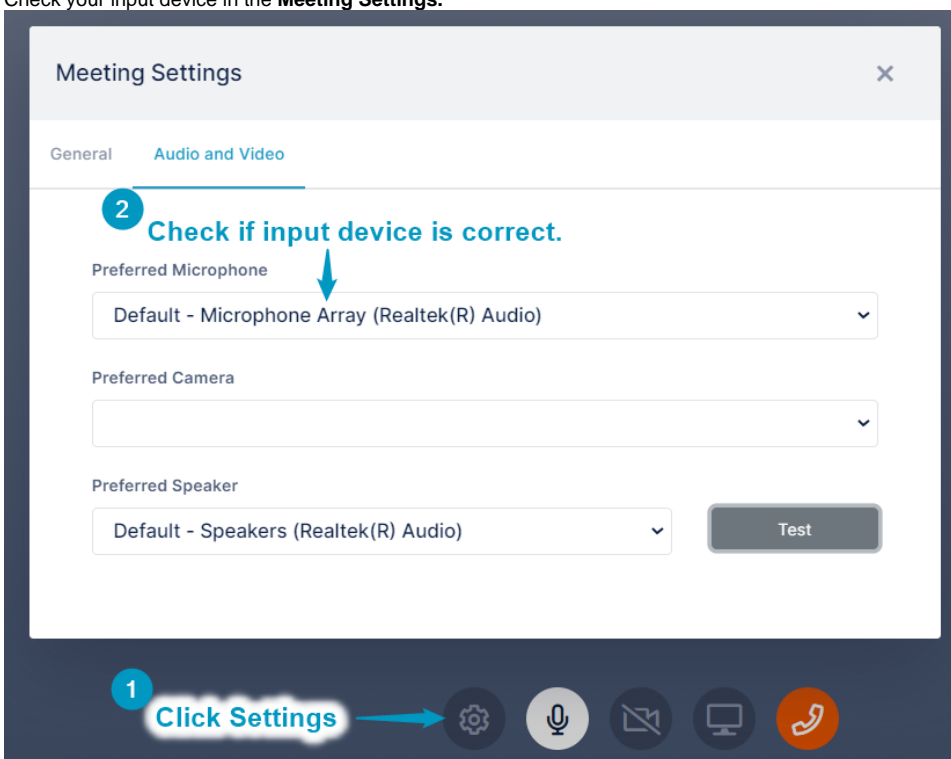 Check your input device in the Meeting Settings.
Meeting Settings
General Audio and Video
2
Check if input device is correct.
Preferred Microphone
Default - Microphone Array (Realtek(R) Audio)
Preferred Camera
Preferred Speaker
Default - Speakers (Realtek(R) Audio) Test
1
Click Settings